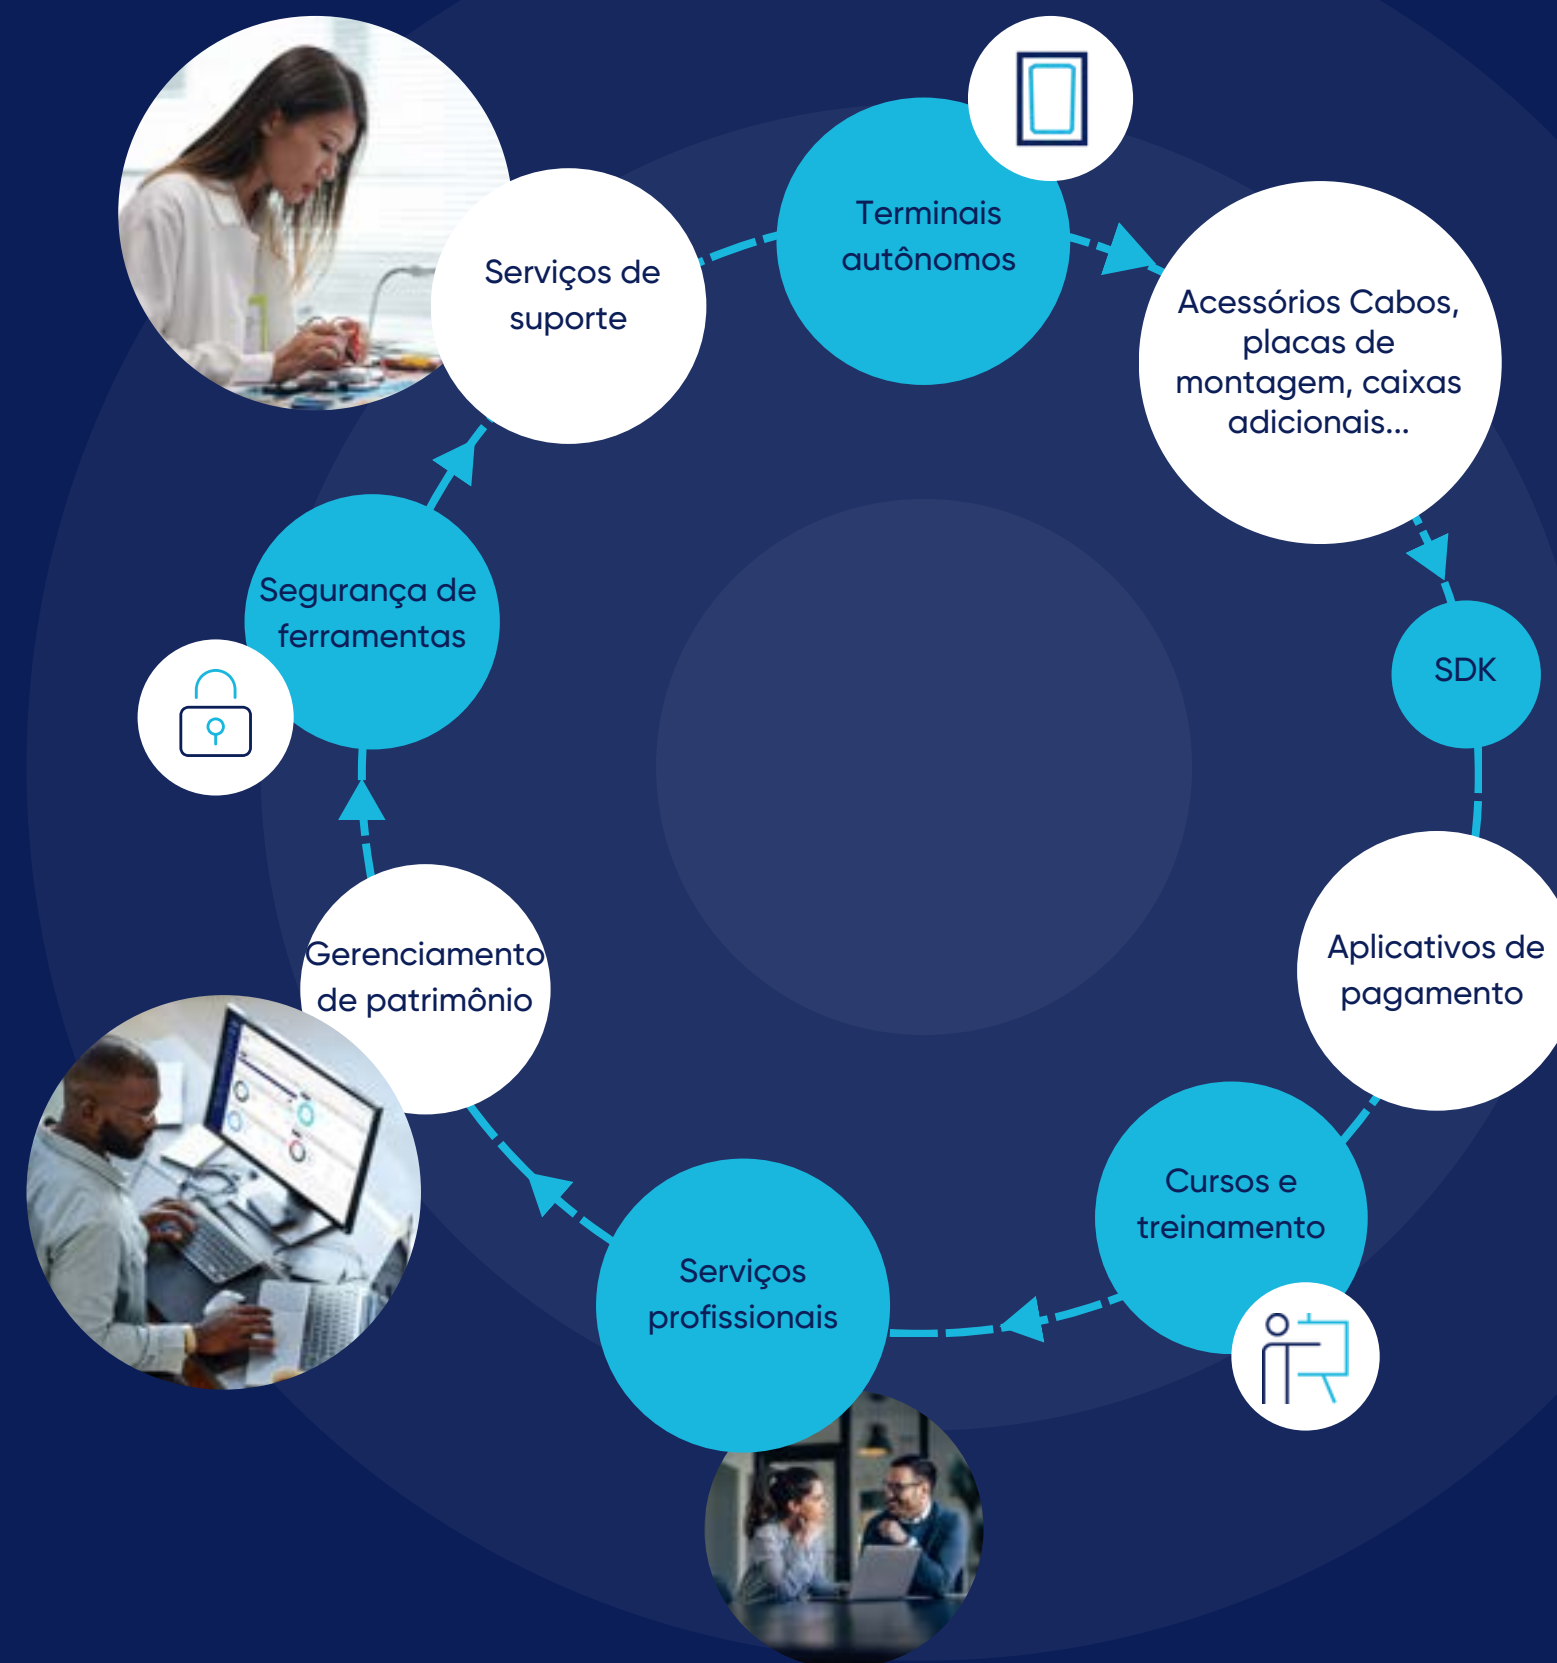 Terminais
autônomos
Acessórios Cabos,
placas de
montagem, caixas
adicionais...
SDK
Aplicativos de
pagamento
Cursos e
treinamento
Serviços
profissionais
Gerenciamento
de patrimônio
Segurança de
ferramentas
Serviços de
suporte